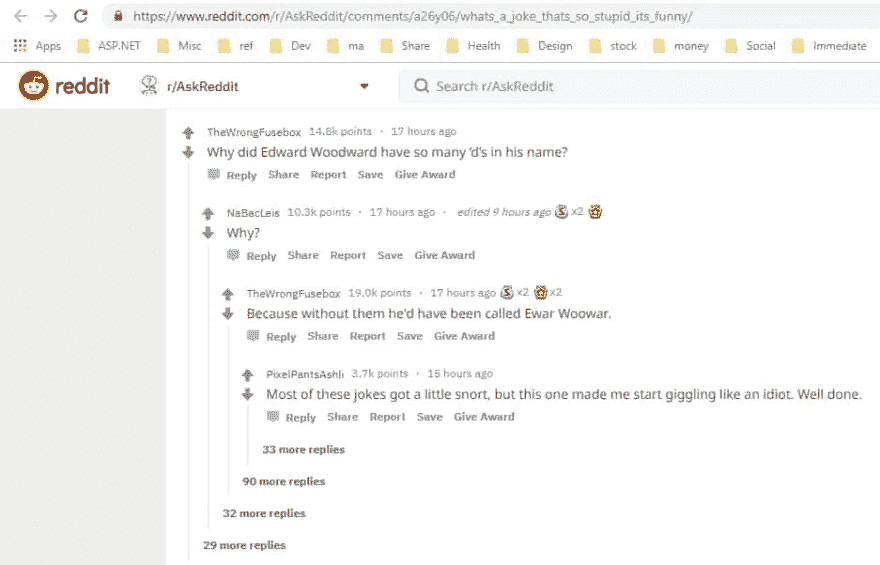 https://www.reddit.com/r/AskReddit/comments/a26y06/whats_a_joke_thats_so_stupid_its_funny/
Apps ASP.NET Misc ref Dev ma Share Health Design stock money Social Immediate
reddit r/AskReddit Search r/AskReddit
TheWrongFusebox 14.8k points · 17 hours ago
Why did Edward Woodward have so many 'd's in his name?
Reply Share Report Save Give Award
NaBacLeis 10.3k points · 17 hours ago · edited 9 hours ago S x2
Why?
Reply Share Report Save Give Award
TheWrongFusebox 19.0k points · 17 hours ago S x2 x2
Because without them he'd have been called Ewar Woowar.
Reply Share Report Save Give Award
PixelPantsAshli 3.7k points · 15 hours ago
Most of these jokes got a little snort, but this one made me start giggling like an idiot. Well done.
Reply Share Report Save Give Award
33 more replies
90 more replies
32 more replies
29 more replies